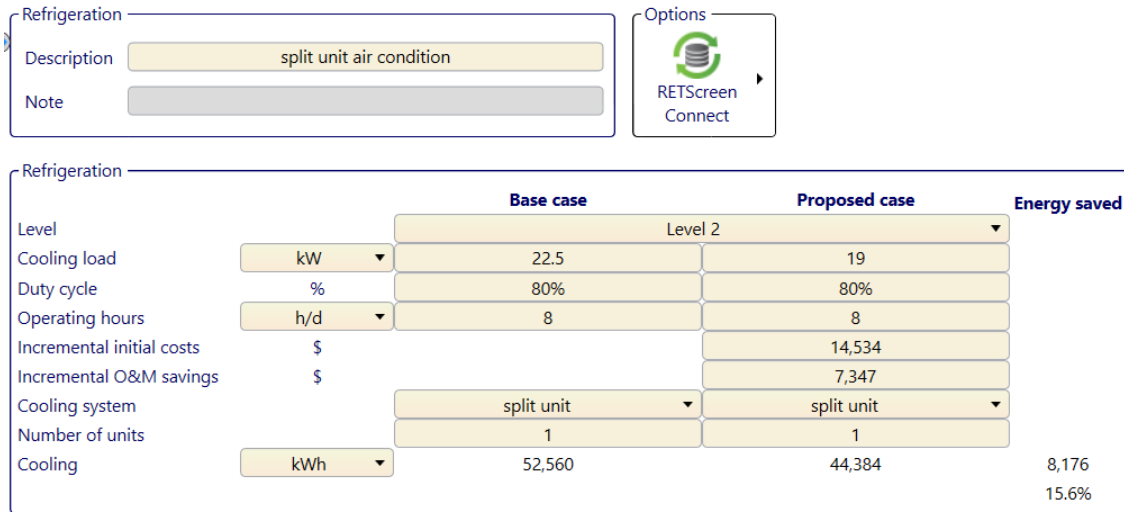 Refrigeration
Description split unit air condition
Note
Options
RETScreen
Connect
Refrigeration
Base case Proposed case Energy saved
Level Level 2
Cooling load kW 22.5 19
Duty cycle % 80% 80%
Operating hours h/d 8 8
Incremental initial costs $ 14,534
Incremental O&M savings $ 7,347
Cooling system split unit split unit
Number of units 1 1
Cooling kWh 52,560 44,384 8,176
15.6%